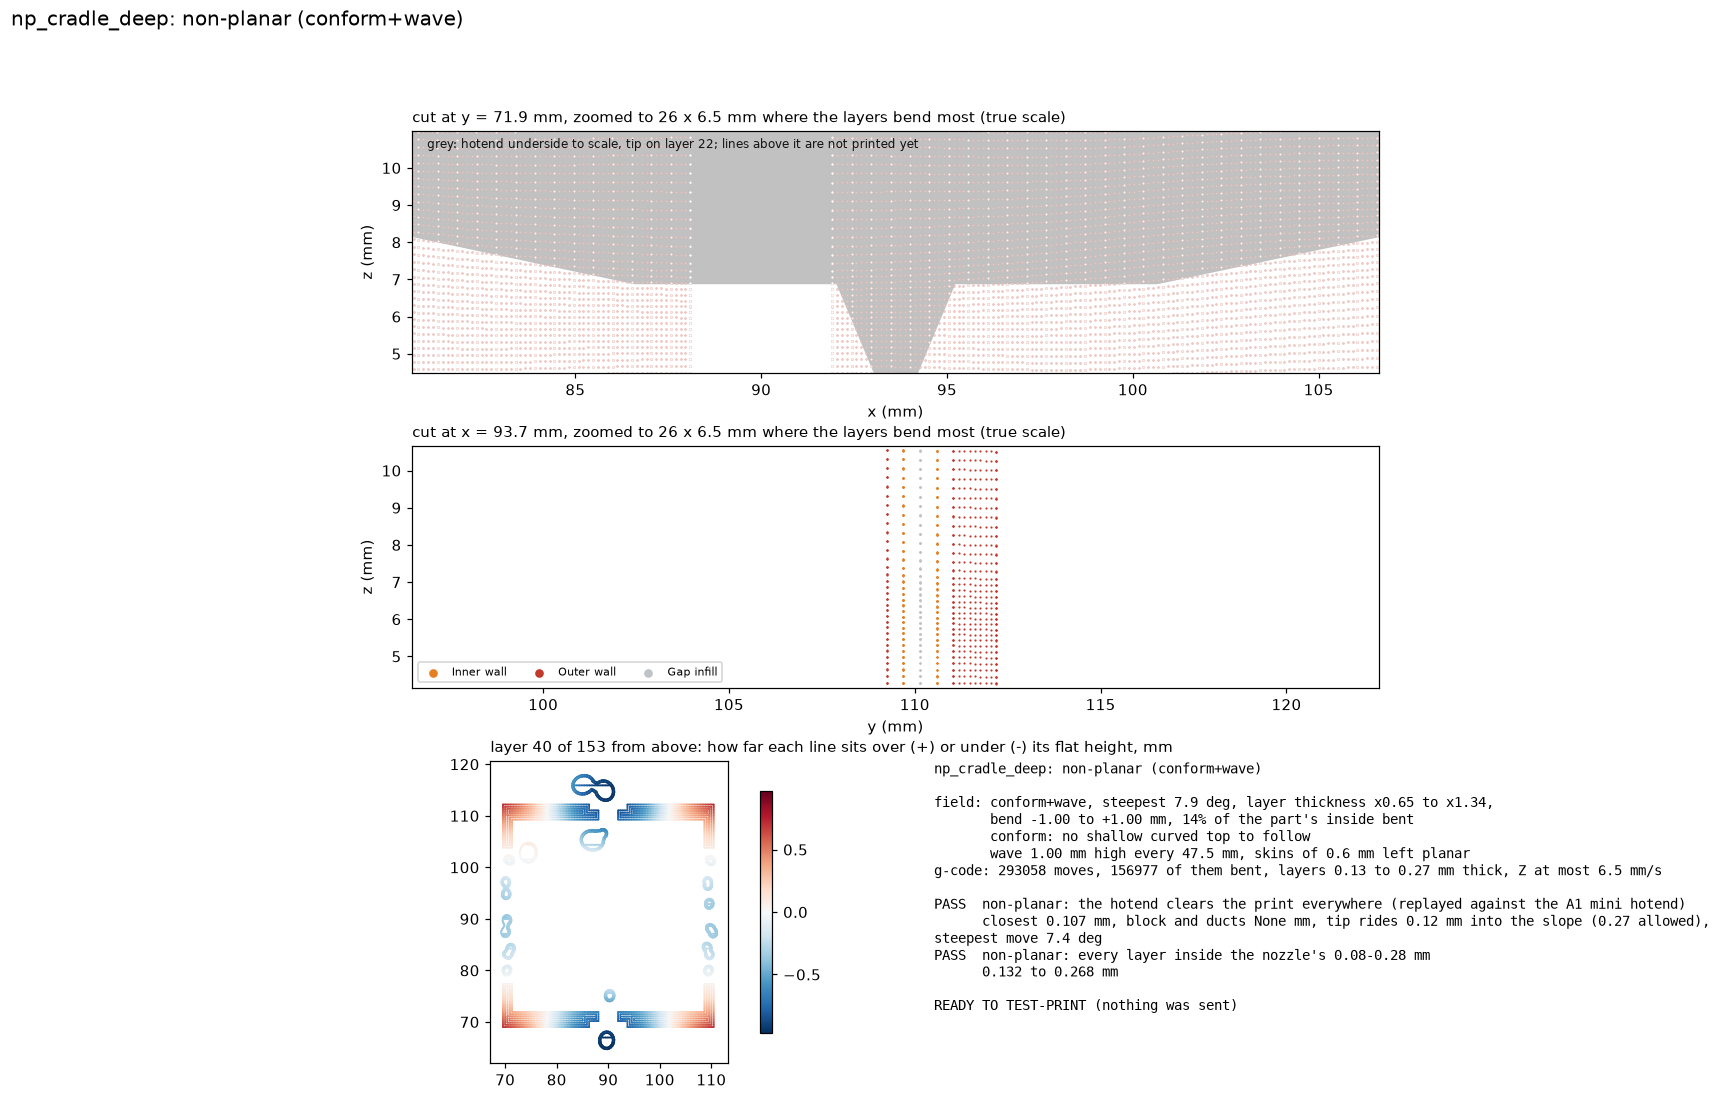 np_cradle_deep: non-planar (conform+wave)
cut at y = 71.9 mm, zoomed to 26 x 6.5 mm where the layers bend most (true scale)
grey: hotend underside to scale, tip on layer 22; lines above it are not printed yet
10
9
8
7
6
5
z (mm)
85
90
95
100
105
x (mm)
cut at x = 93.7 mm, zoomed to 26 x 6.5 mm where the layers bend most (true scale)
10
9
8
7
6
5
z (mm)
Inner wall
Outer wall
Gap infill
100
105
110
115
120
y (mm)
layer 40 of 153 from above: how far each line sits over (+) or under (-) its flat height, mm
120
110
100
90
80
70
70
80
90
100
110
0.5
0.0
−0.5
np_cradle_deep: non-planar (conform+wave)
field: conform+wave, steepest 7.9 deg, layer thickness x0.65 to x1.34,
bend -1.00 to +1.00 mm, 14% of the part's inside bent
conform: no shallow curved top to follow
wave 1.00 mm high every 47.5 mm, skins of 0.6 mm left planar
g-code: 293058 moves, 156977 of them bent, layers 0.13 to 0.27 mm thick, Z at most 6.5 mm/s
PASS  non-planar: the hotend clears the print everywhere (replayed against the A1 mini hotend)
closest 0.107 mm, block and ducts None mm, tip rides 0.12 mm into the slope (0.27 allowed),
steepest move 7.4 deg
PASS  non-planar: every layer inside the nozzle's 0.08-0.28 mm
0.132 to 0.268 mm
READY TO TEST-PRINT (nothing was sent)